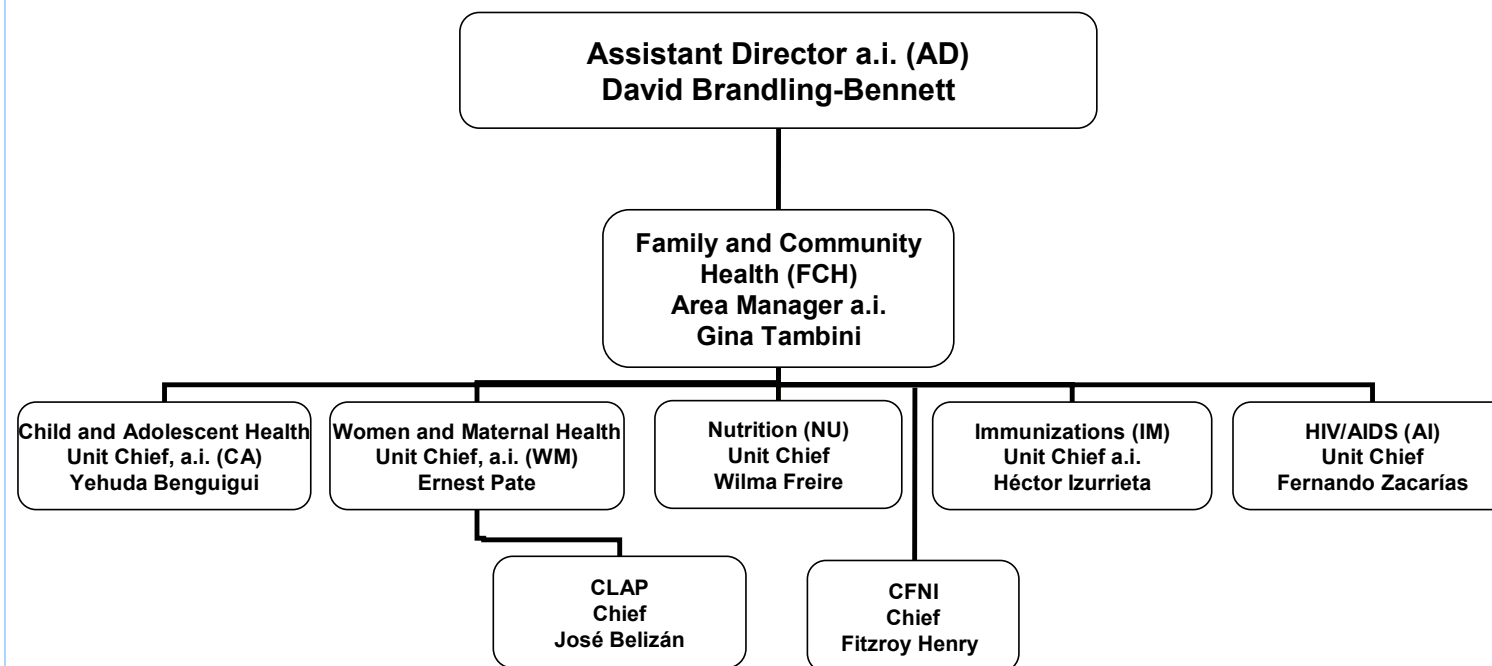 Assistant Director a.i. (AD)
David Brandling-Bennett
Family and Community
Health (FCH)
Area Manager a.i.
Gina Tambini
Child and Adolescent Health
Unit Chief, a.i. (CA)
Yehuda Benguigui
Women and Maternal Health
Unit Chief, a.i. (WM)
Ernest Pate
Nutrition (NU)
Unit Chief
Wilma Freire
Immunizations (IM)
Unit Chief a.i.
Héctor Izurrieta
HIV/AIDS (AI)
Unit Chief
Fernando Zacarías
CLAP
Chief
José Belizán
CFNI
Chief
Fitzroy Henry